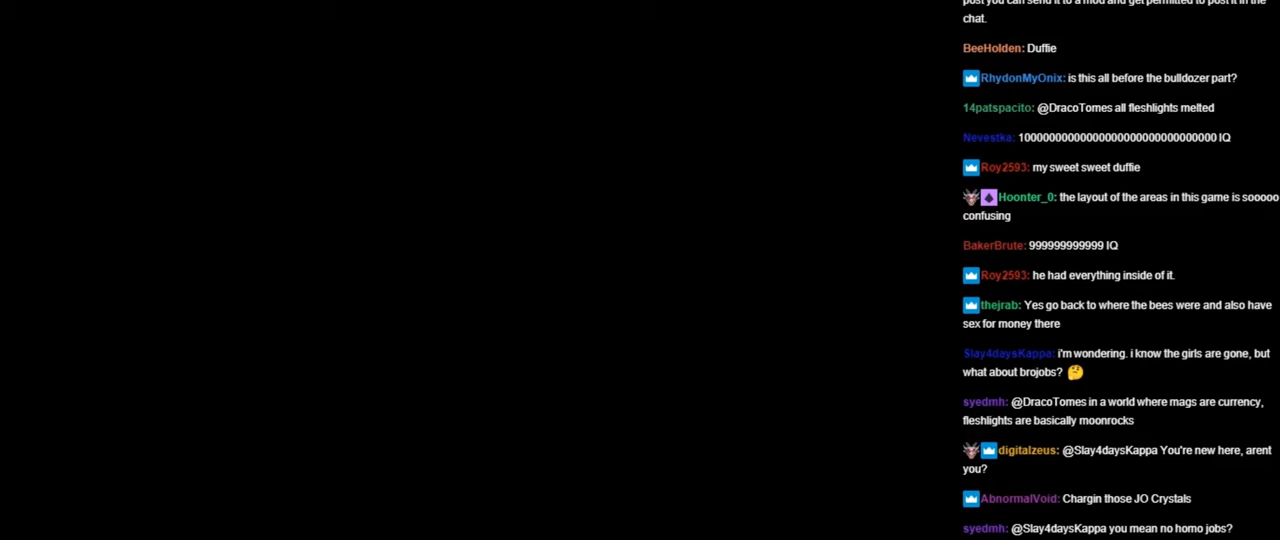 post you can send it to a mod and get permitted to post it in the
chat.
BeeHolden: Duffie
RhydonMyOnix: is this all before the bulldozer part?
14patspacito: @DracoTomes all fleshlights melted
Nevestka: 1000000000000000000000000000000 IQ
Roy2593: my sweet sweet duffie
Hoonter_0: the layout of the areas in this game is sooooo
confusing
BakerBrute: 999999999999 IQ
Roy2593: he had everything inside of it.
thejrab: Yes go back to where the bees were and also have
sex for money there
Slay4daysKappa: i'm wondering. i know the girls are gone, but
what about brojobs? 🤔
syedmh: @DracoTomes in a world where mags are currency,
fleshlights are basically moonrocks
digitalzeus: @Slay4daysKappa You're new here, arent
you?
AbnormalVoid: Chargin those JO Crystals
syedmh: @Slay4daysKappa you mean no homo jobs?